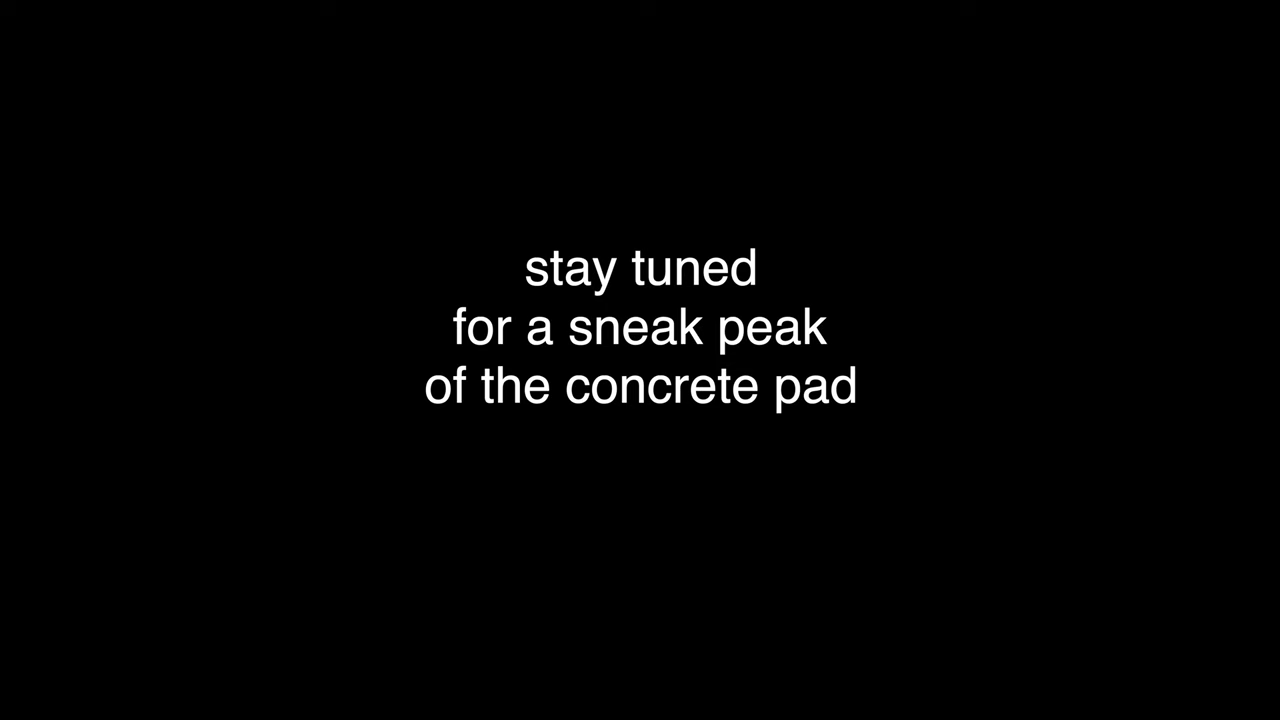 stay tuned
for a sneak peak
of the concrete pad